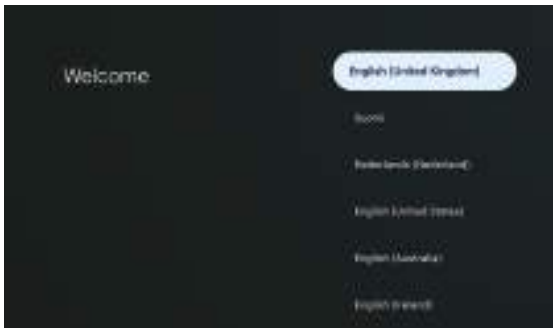 Welcome
English (United Kingdom)
Suomi
Nederlands (Nederland)
English (United States)
English (Australia)
English (Ireland)